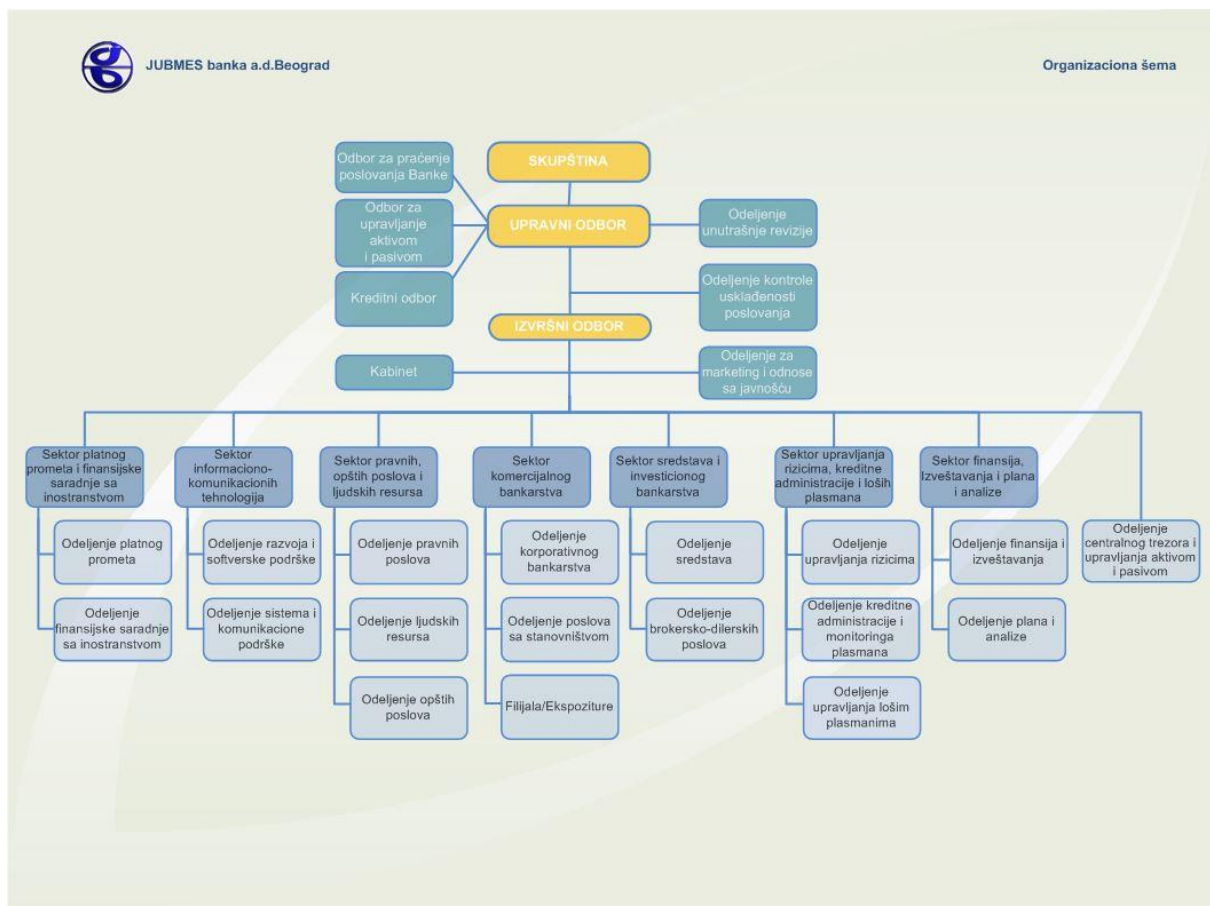 JUBMES banka a.d.Beograd
Organizaciona šema
Odbor za praćenje
poslovanja Banke
SKUPŠTINA
Odbor za
upravljanje
aktivom
i pasivom
UPRAVNI ODBOR
Odeljenje
unutrašnje revizije
Kreditni odbor
Odeljenje kontrole
usklađenosti
poslovanja
IZVRŠNI ODBOR
Kabinet
Odeljenje za
marketing i odnose
sa javnošću
Sektor platnog
prometa i finansijske
saradnje sa
inostranstvom
Sektor
informaciono-
komunikacionih
tehnologija
Sektor pravnih,
opštih poslova i
ljudskih resursa
Sektor
komercijalnog
bankarstva
Sektor sredstava i
investicionog
bankarstva
Sektor upravljanja
rizicima, kreditne
administracije i loših
plasmana
Sektor finansija,
Izveštavanja i plana
i analize
Odeljenje platnog
prometa
Odeljenje razvoja i
softverske podrške
Odeljenje pravnih
poslova
Odeljenje
korporativnog
bankarstva
Odeljenje
sredstava
Odeljenje
upravljanja rizicima
Odeljenje finansija i
izveštavanja
Odeljenje
centralnog trezora i
upravljanja aktivom
i pasivom
Odeljenje
finansijske saradnje
sa inostranstvom
Odeljenje sistema i
komunikacione
podrške
Odeljenje ljudskih
resursa
Odeljenje poslova
sa stanovništvom
Odeljenje
brokersko-dilerskih
poslova
Odeljenje kreditne
administracije i
monitoringa
plasmana
Odeljenje plana i
analize
Odeljenje opštih
poslova
Filijala/Ekspoziture
Odeljenje
upravljanja lošim
plasmanima